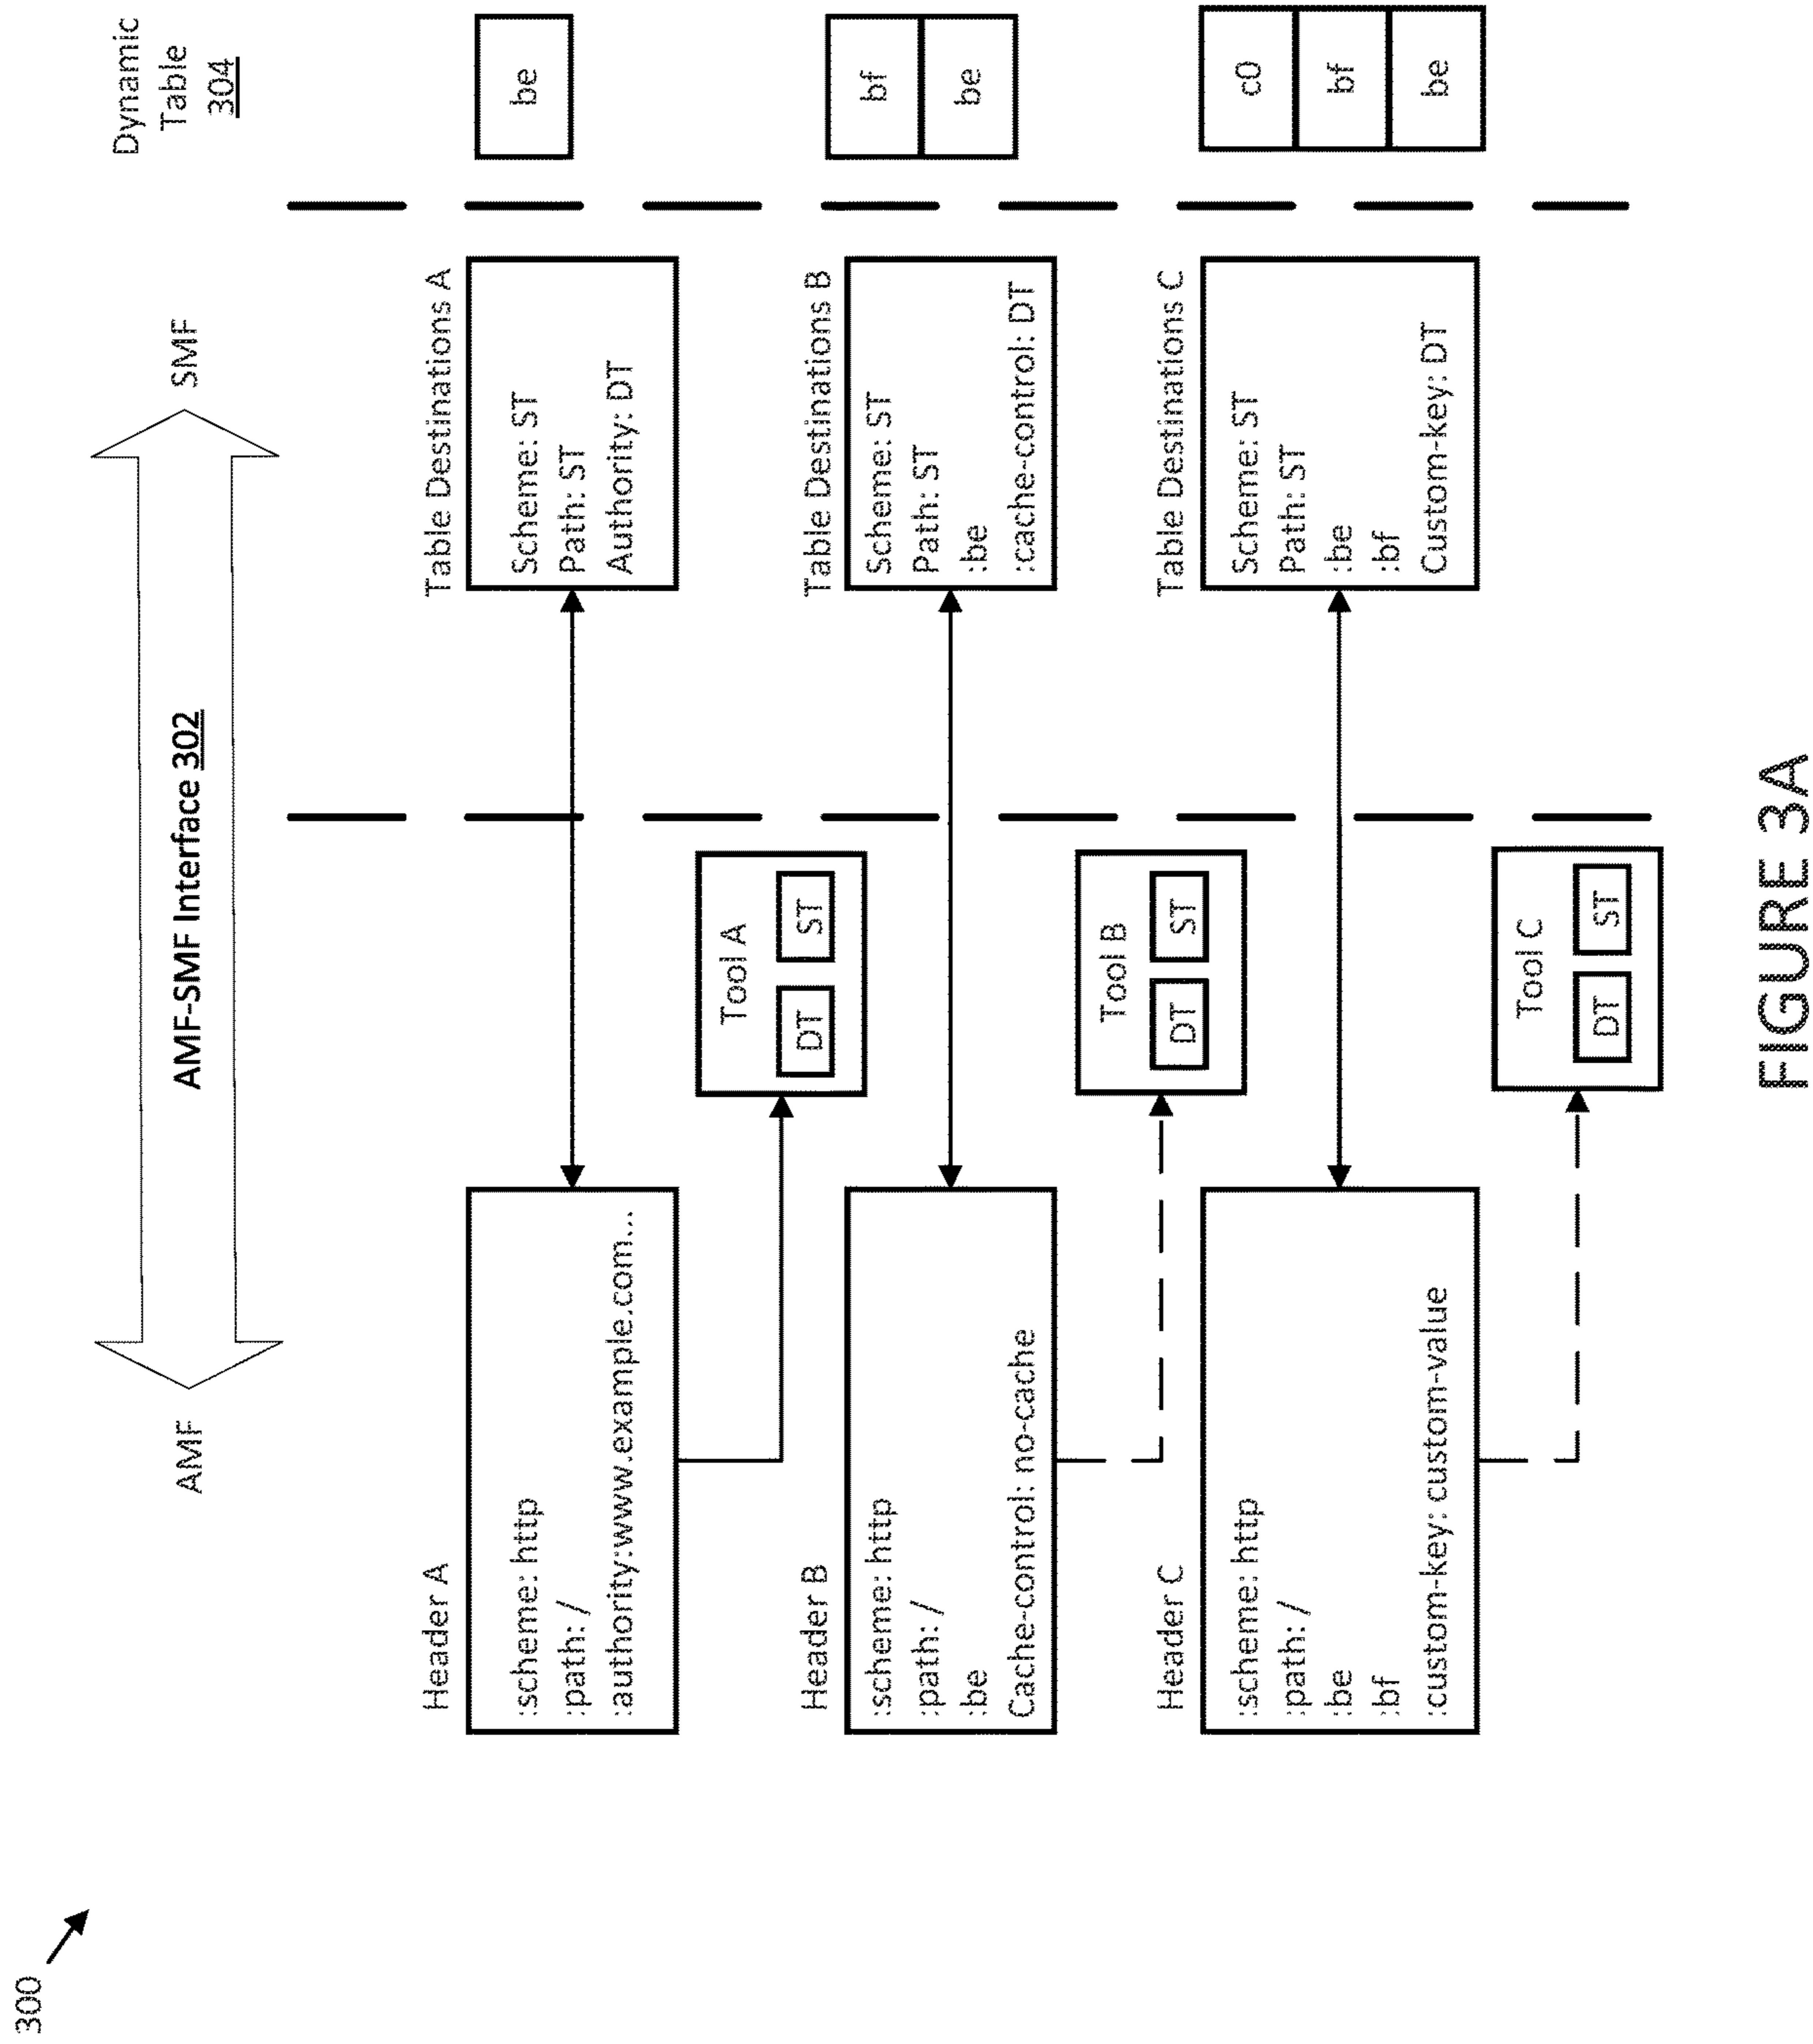 300
AMF
AMF-SMF Interface 302
SMF
Dynamic
Table
304
Header A
:scheme: http
:path: /
:authority:www.example.com...
Tool A
DT
ST
Table Destinations A
Scheme: ST
Path: ST
Authority: DT
be
Header B
:scheme: http
:path: /
:be
Cache-control: no-cache
Tool B
DT
ST
Table Destinations B
Scheme: ST
Path: ST
:be
:cache-control: DT
bf
be
Header C
:scheme: http
:path: /
:be
:bf
:custom-key: custom-value
Tool C
DT
ST
Table Destinations C
Scheme: ST
Path: ST
:be
:bf
Custom-key: DT
c0
bf
be
FIGURE 3A